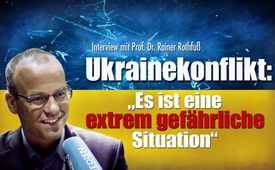 Interview mit Prof. Dr. Rainer Rothfuß
Ukrainekonflikt:
„Es ist eine
extrem gefährliche
Situation“